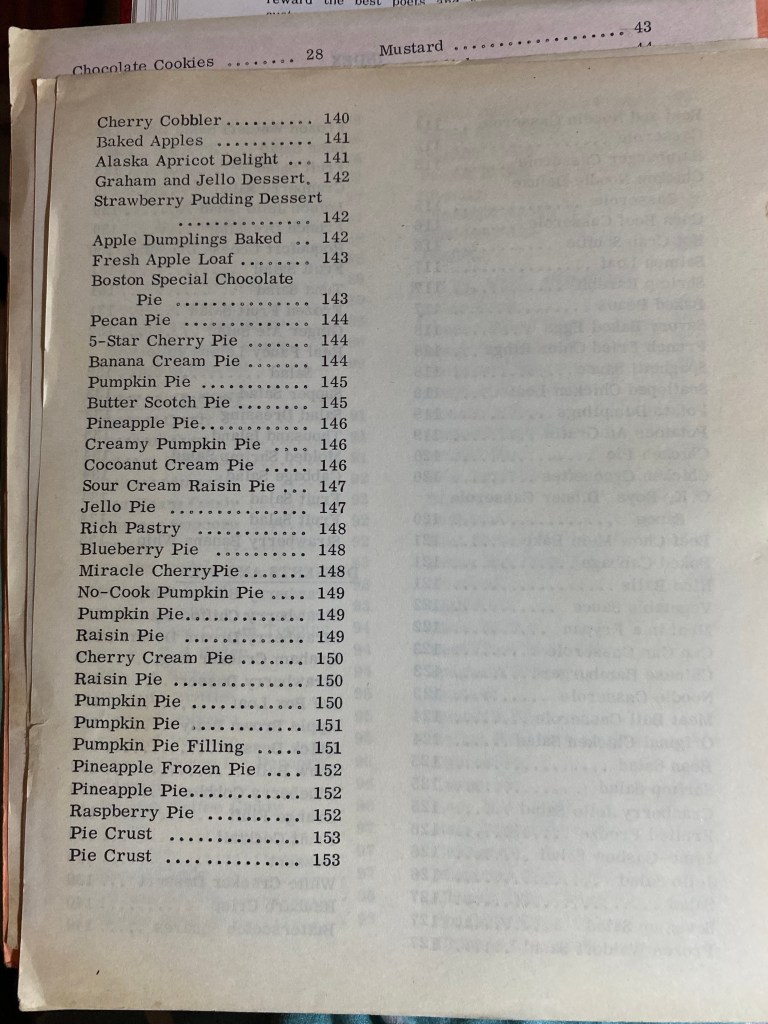 reward the best poets and
Chocolate Cookies ........ 28
Mustard .................... 43
Cherry Cobbler .......... 140
Baked Apples ........... 141
Alaska Apricot Delight ... 141
Graham and Jello Dessert. 142
Strawberry Pudding Dessert
............... 142
Apple Dumplings Baked .. 142
Fresh Apple Loaf ........ 143
Boston Special Chocolate
Pie ............... 143
Pecan Pie .............. 144
5-Star Cherry Pie ....... 144
Banana Cream Pie ....... 144
Pumpkin Pie ............ 145
Butter Scotch Pie ........ 145
Pineapple Pie............ 146
Creamy Pumpkin Pie .... 146
Cocoanut Cream Pie ..... 146
Sour Cream Raisin Pie ... 147
Jello Pie ............... 147
Rich Pastry ............ 148
Blueberry Pie .......... 148
Miracle CherryPie....... 148
No-Cook Pumpkin Pie .... 149
Pumpkin Pie............. 149
Raisin Pie ............. 149
Cherry Cream Pie ....... 150
Raisin Pie .............. 150
Pumpkin Pie ............ 150
Pumpkin Pie ............ 151
Pumpkin Pie Filling ..... 151
Pineapple Frozen Pie .... 152
Pineapple Pie............ 152
Raspberry Pie .......... 152
Pie Crust ............. 153
Pie Crust .............. 153